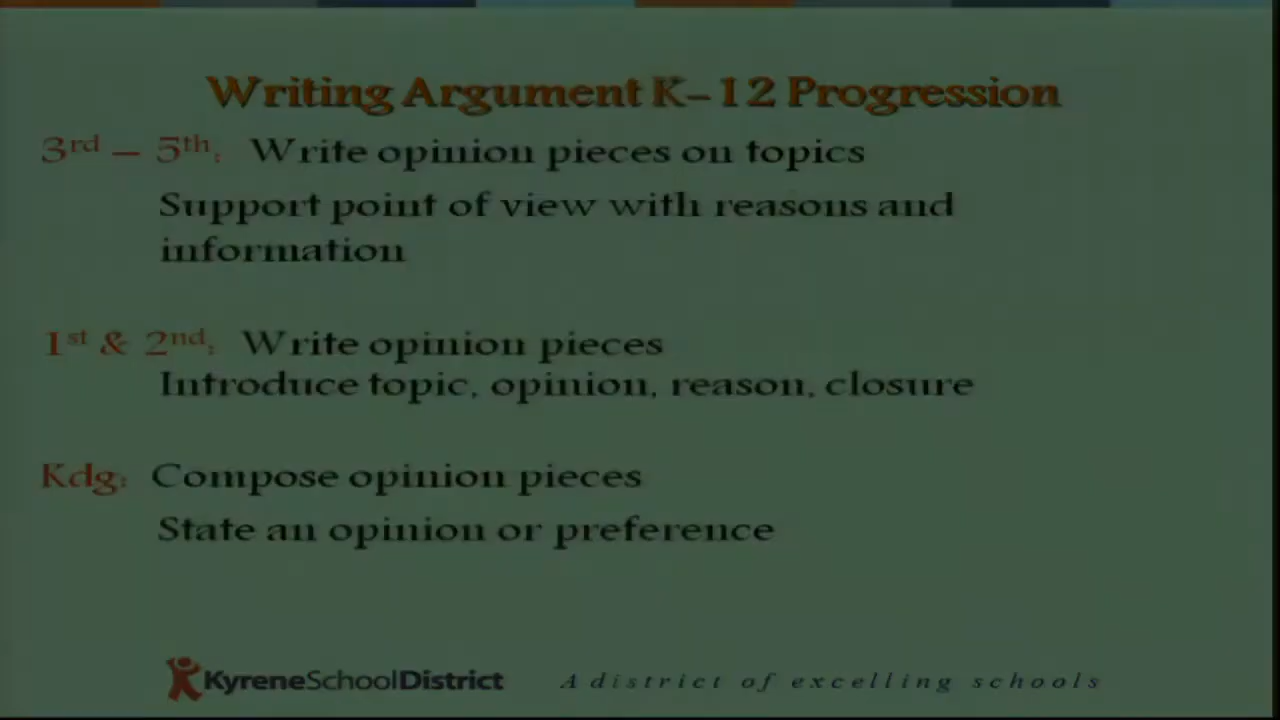 Writing Argument K-12 Progression
3rd – 5th: Write opinion pieces on topics
Support point of view with reasons and
information
1st & 2nd: Write opinion pieces
Introduce topic, opinion, reason, closure
Kdg: Compose opinion pieces
State an opinion or preference
KyreneSchoolDistrict A district of excelling schools